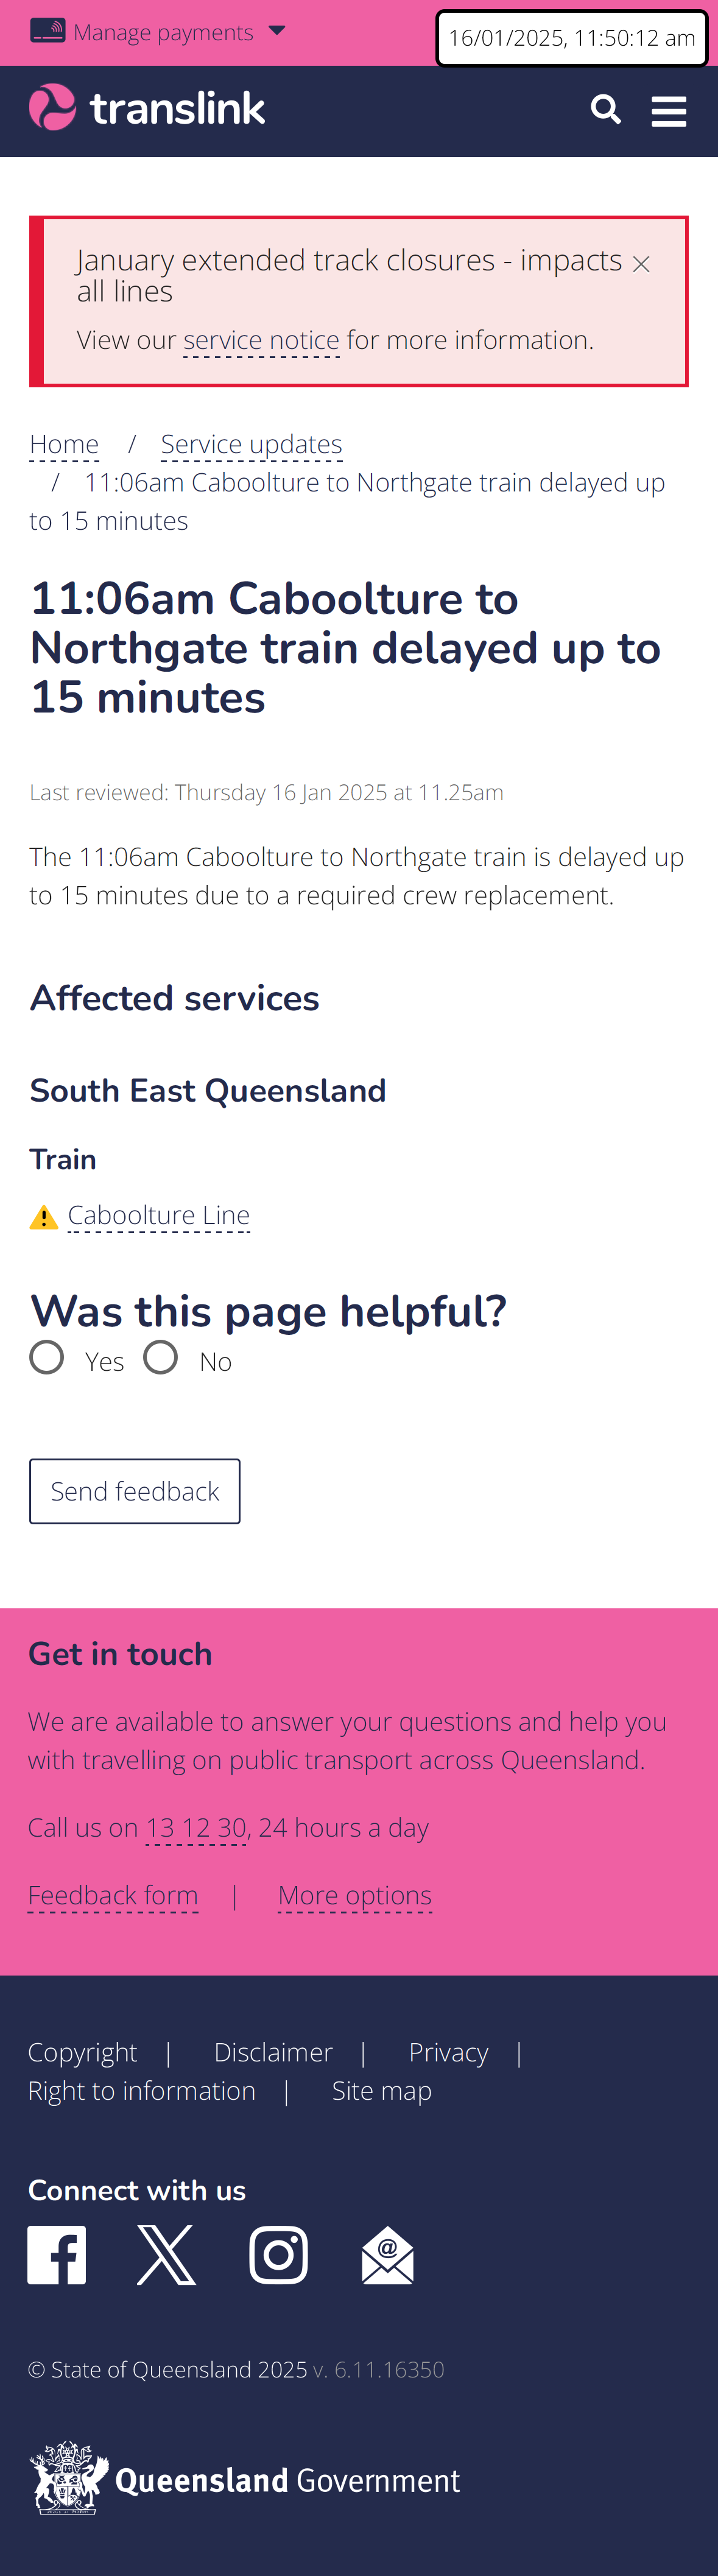 Manage payments
16/01/2025, 11:50:12 am
translink
January extended track closures - impacts
all lines
View our service notice for more information.
Home / Service updates
/ 11:06am Caboolture to Northgate train delayed up
to 15 minutes
11:06am Caboolture to
Northgate train delayed up to
15 minutes
Last reviewed: Thursday 16 Jan 2025 at 11.25am
The 11:06am Caboolture to Northgate train is delayed up
to 15 minutes due to a required crew replacement.
Affected services
South East Queensland
Train
Caboolture Line
Was this page helpful?
Yes No
Send feedback
Get in touch
We are available to answer your questions and help you
with travelling on public transport across Queensland.
Call us on 13 12 30, 24 hours a day
Feedback form | More options
Copyright | Disclaimer | Privacy |
Right to information | Site map
Connect with us
© State of Queensland 2025 v. 6.11.16350
Queensland Government